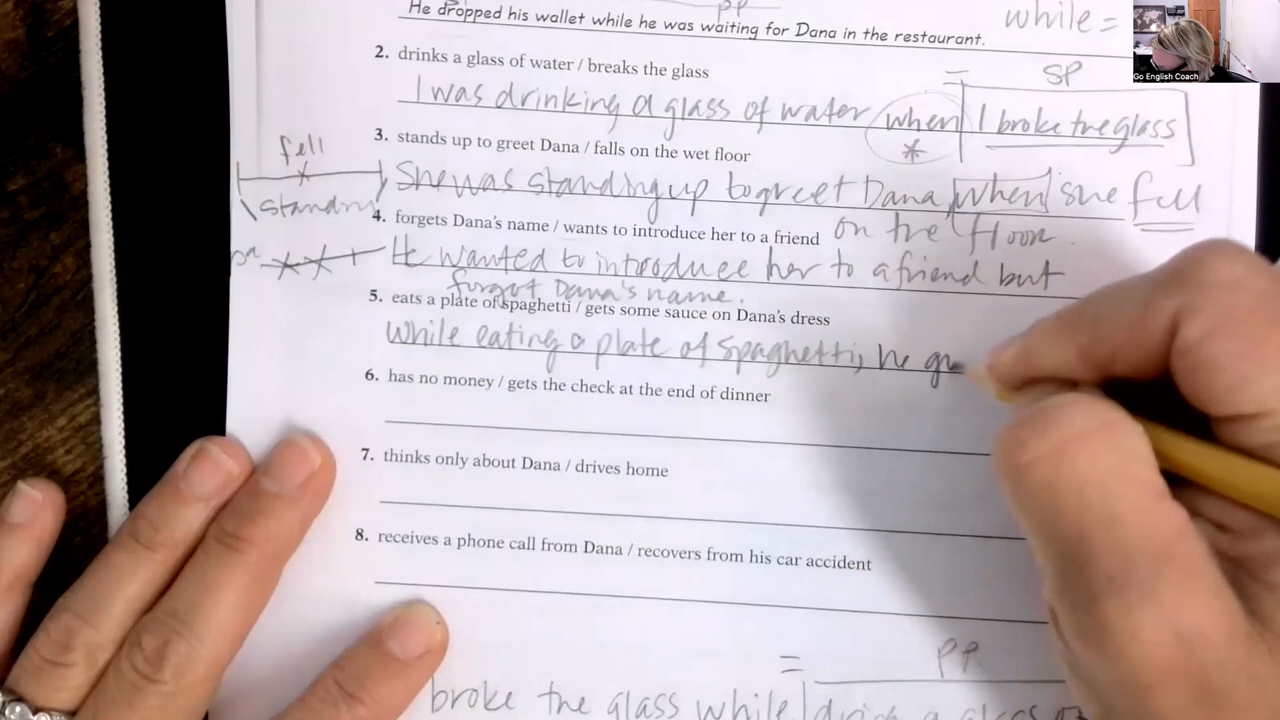 PP
He dropped his wallet while he was waiting for Dana in the restaurant.
while =
Go English Coach
2. drinks a glass of water / breaks the glass
= SP
I was drinking a glass of water when I broke the glass
*
3. stands up to greet Dana / falls on the wet floor
fell
She was standing up to greet Dana, when she fell
standing
on the floor.
4. forgets Dana's name / wants to introduce her to a friend
He wanted to introduce her to a friend but
forgot Dana's name.
5. eats a plate of spaghetti / gets some sauce on Dana's dress
While eating a plate of spaghetti, he
6. has no money / gets the check at the end of dinner
7. thinks only about Dana / drives home
8. receives a phone call from Dana / recovers from his car accident
= PP.
broke the glass while